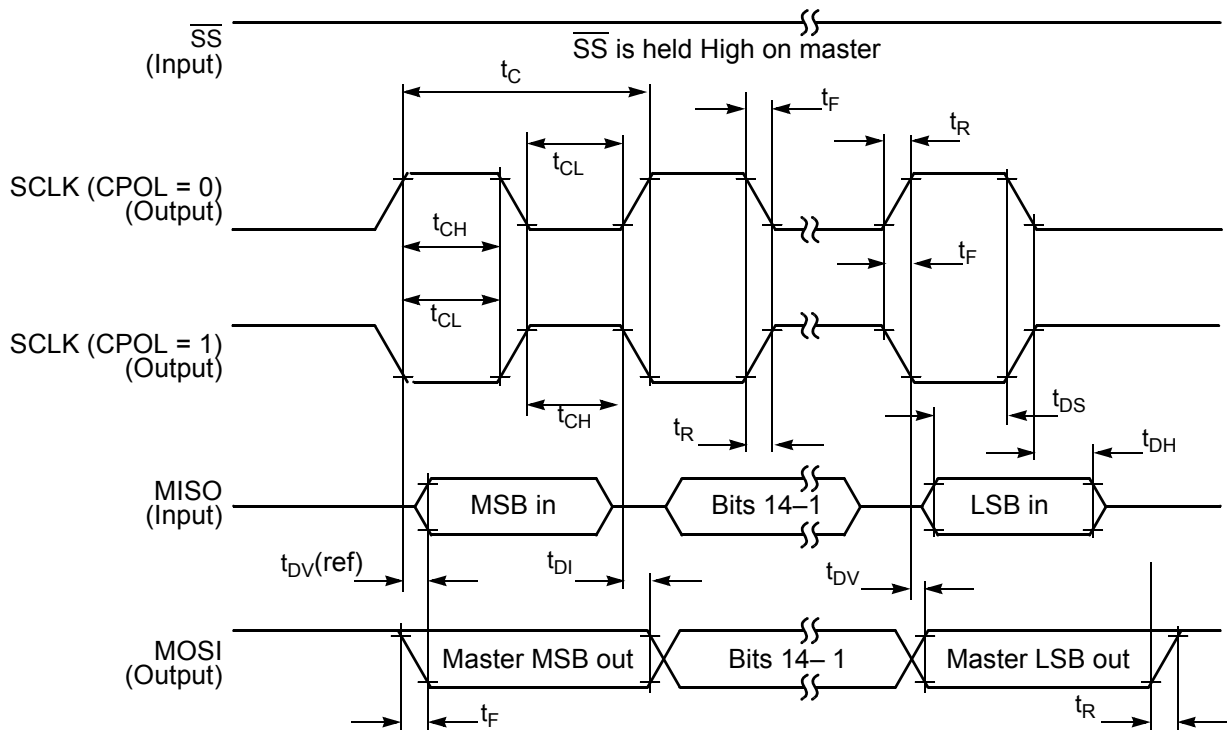 SS
(Input)
SS is held High on master
tC
tF
tR
tCL
SCLK (CPOL = 0)
(Output)
tCH
tF
tCL
SCLK (CPOL = 1)
(Output)
tCH
tR
tDS
tDH
MISO
(Input)
MSB in
Bits 14–1
LSB in
tDV(ref)
tDI
tDV
MOSI
(Output)
Master MSB out
Bits 14– 1
Master LSB out
tF
tR